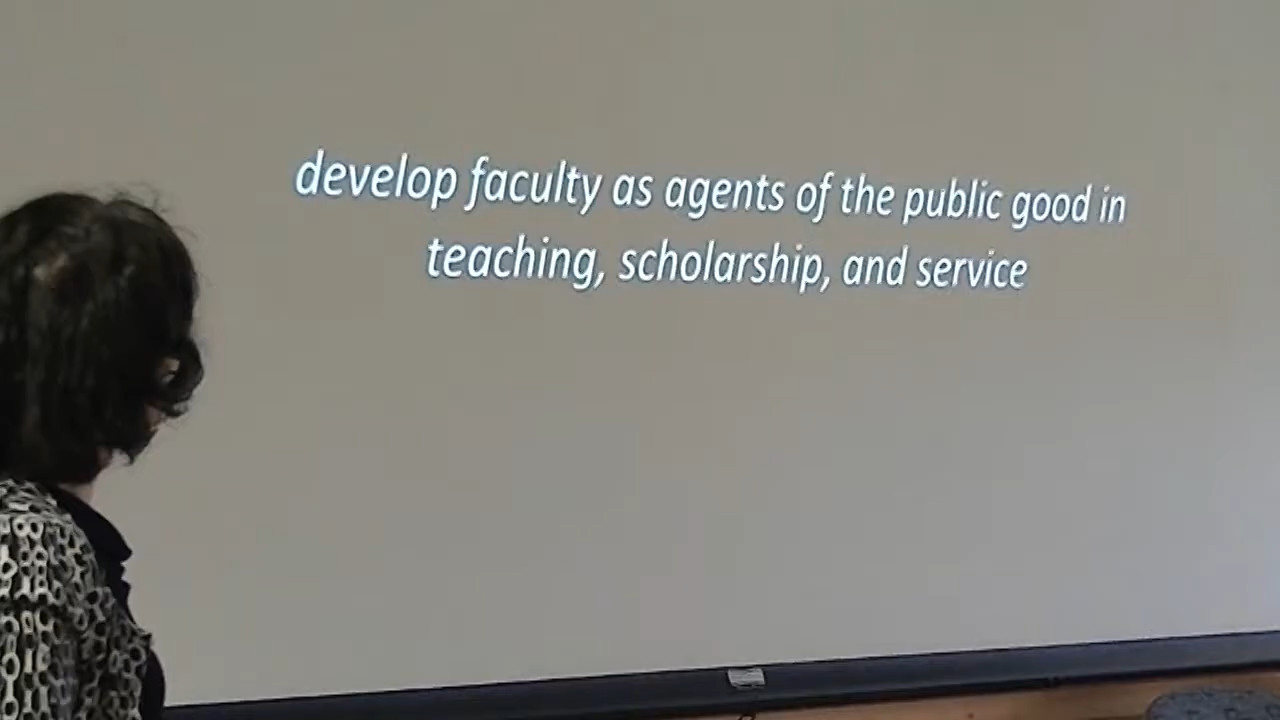 develop faculty as agents of the public good in
teaching, scholarship, and service